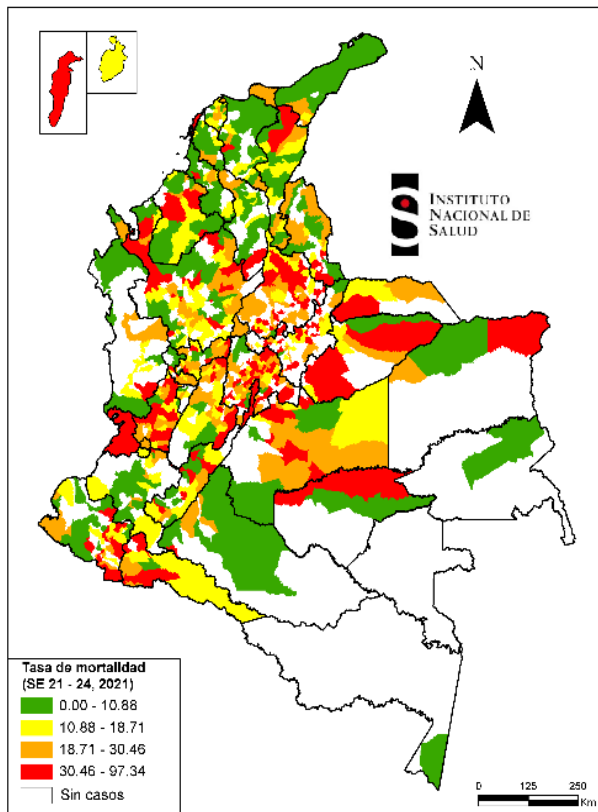 N
INSTITUTO
NACIONAL DE
SALUD
Tasa de mortalidad
(SE 21 - 24, 2021)
0.00 - 10.88
10.88 - 18.71
18.71 - 30.46
30.46 - 97.34
Sin casos
0 125 250
Km